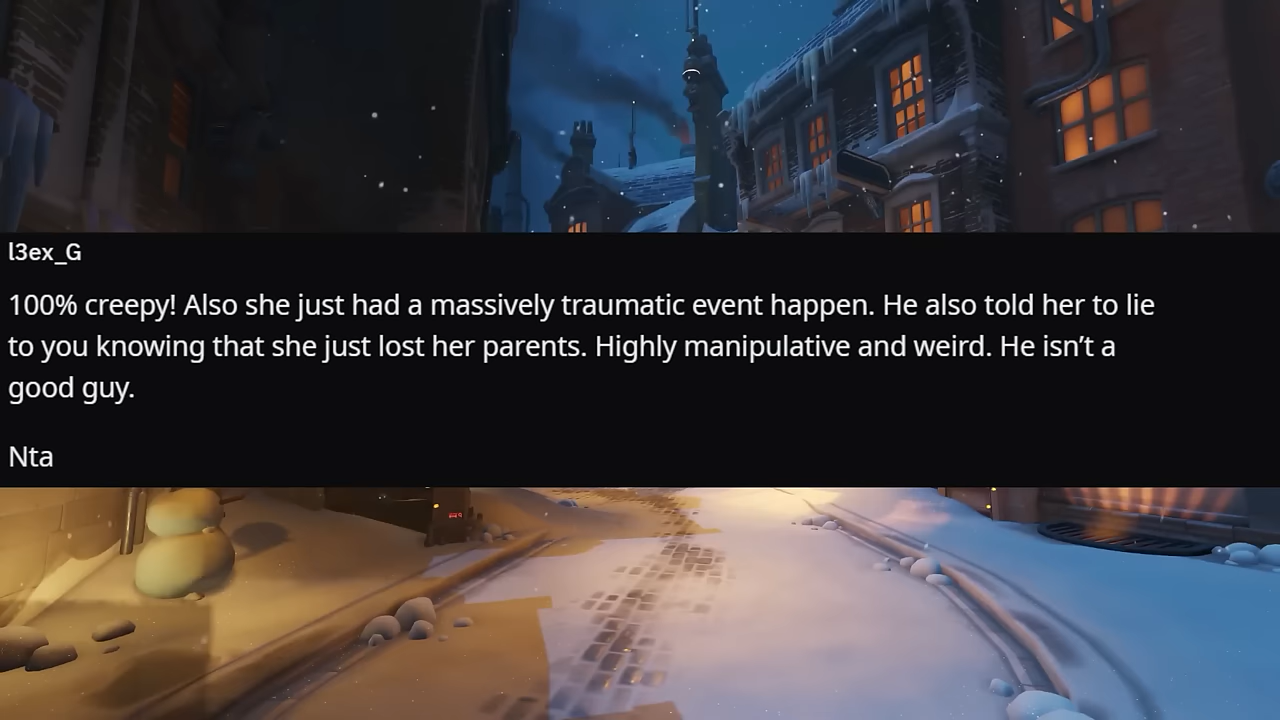 l3ex_G
100% creepy! Also she just had a massively traumatic event happen. He also told her to lie
to you knowing that she just lost her parents. Highly manipulative and weird. He isn’t a
good guy.
Nta